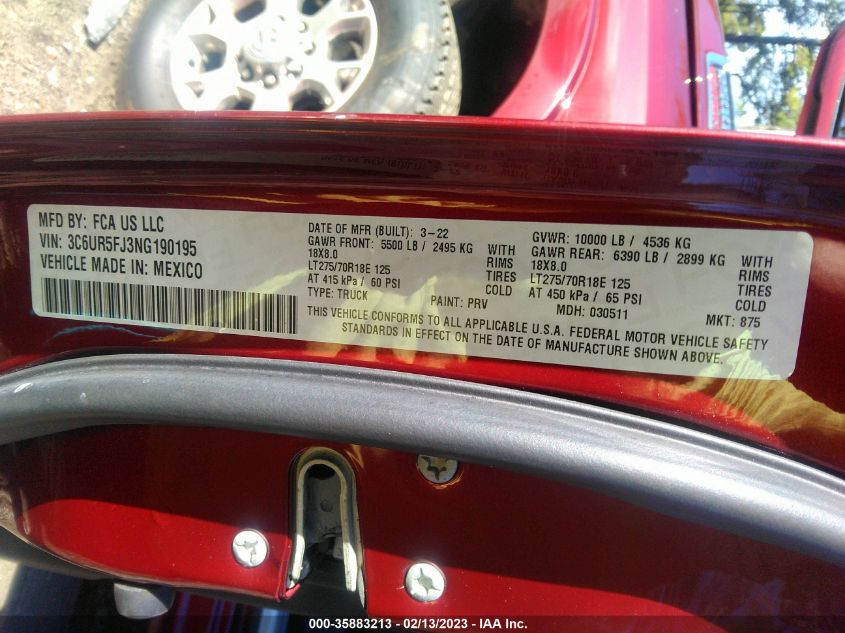 MFD BY: FCA US LLC
VIN: 3C6UR5FJ3NG190195
VEHICLE MADE IN: MEXICO
DATE OF MFR (BUILT): 3-22
GAWR FRONT: 5500 LB / 2495 KG WITH
18X8.0 RIMS
LT275/70R18E 125 TIRES
AT 415 kPa / 60 PSI COLD
TYPE: TRUCK PAINT: PRV
GVWR: 10000 LB / 4536 KG
GAWR REAR: 6390 LB / 2899 KG WITH
18X8.0 RIMS
LT275/70R18E 125 TIRES
AT 450 kPa / 65 PSI COLD
MDH: 030511 MKT: 875
THIS VEHICLE CONFORMS TO ALL APPLICABLE U.S.A. FEDERAL MOTOR VEHICLE SAFETY
STANDARDS IN EFFECT ON THE DATE OF MANUFACTURE SHOWN ABOVE.
000-35883213 - 02/13/2023 - IAA Inc.